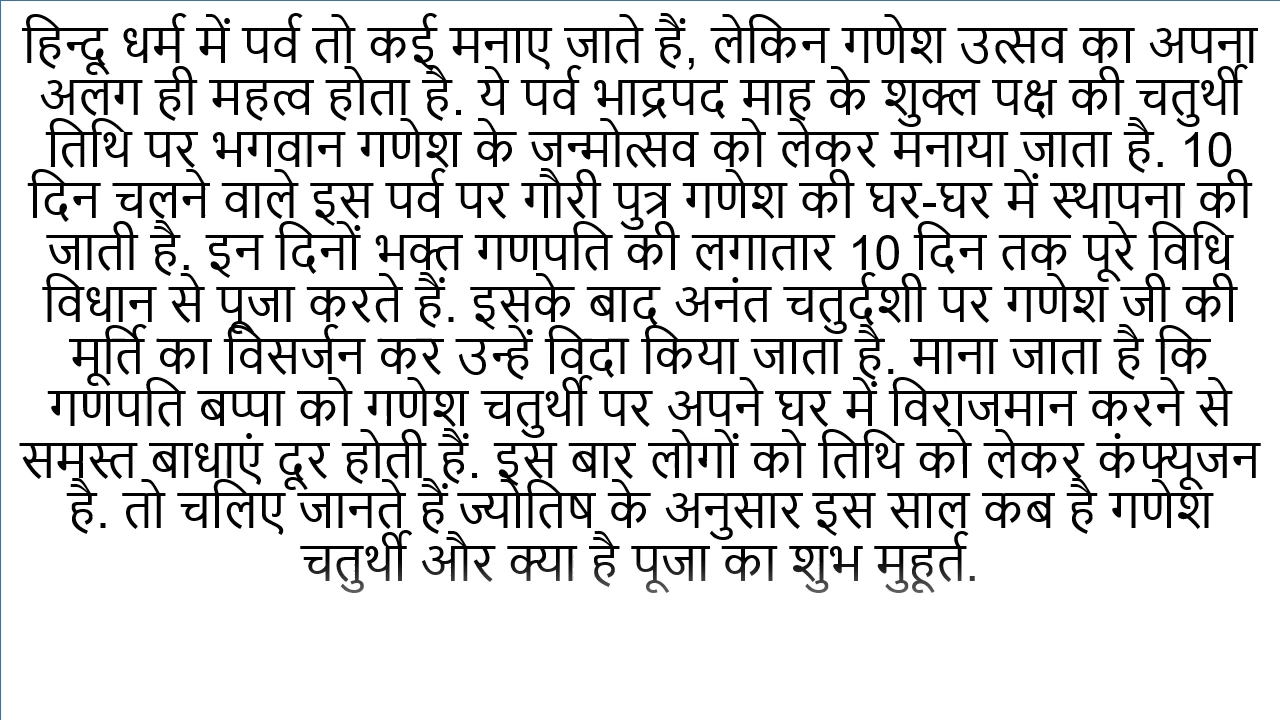 हिन्दू धर्म में पर्व तो कई मनाए जाते हैं, लेकिन गणेश उत्सव का अपना
अलग ही महत्व होता है. ये पर्व भाद्रपद माह के शुक्ल पक्ष की चतुर्थी
तिथि पर भगवान गणेश के जन्मोत्सव को लेकर मनाया जाता है. 10
दिन चलने वाले इस पर्व पर गौरी पुत्र गणेश की घर-घर में स्थापना की
जाती है. इन दिनों भक्त गणपति की लगातार 10 दिन तक पूरे विधि
विधान से पूजा करते हैं. इसके बाद अनंत चतुर्दशी पर गणेश जी की
मूर्ति का विसर्जन कर उन्हें विदा किया जाता है. माना जाता है कि
गणपति बप्पा को गणेश चतुर्थी पर अपने घर में विराजमान करने से
समस्त बाधाएं दूर होती हैं. इस बार लोगों को तिथि को लेकर कंफ्यूजन
है. तो चलिए जानते हैं ज्योतिष के अनुसार इस साल कब है गणेश
चतुर्थी और क्या है पूजा का शुभ मुहूर्त.